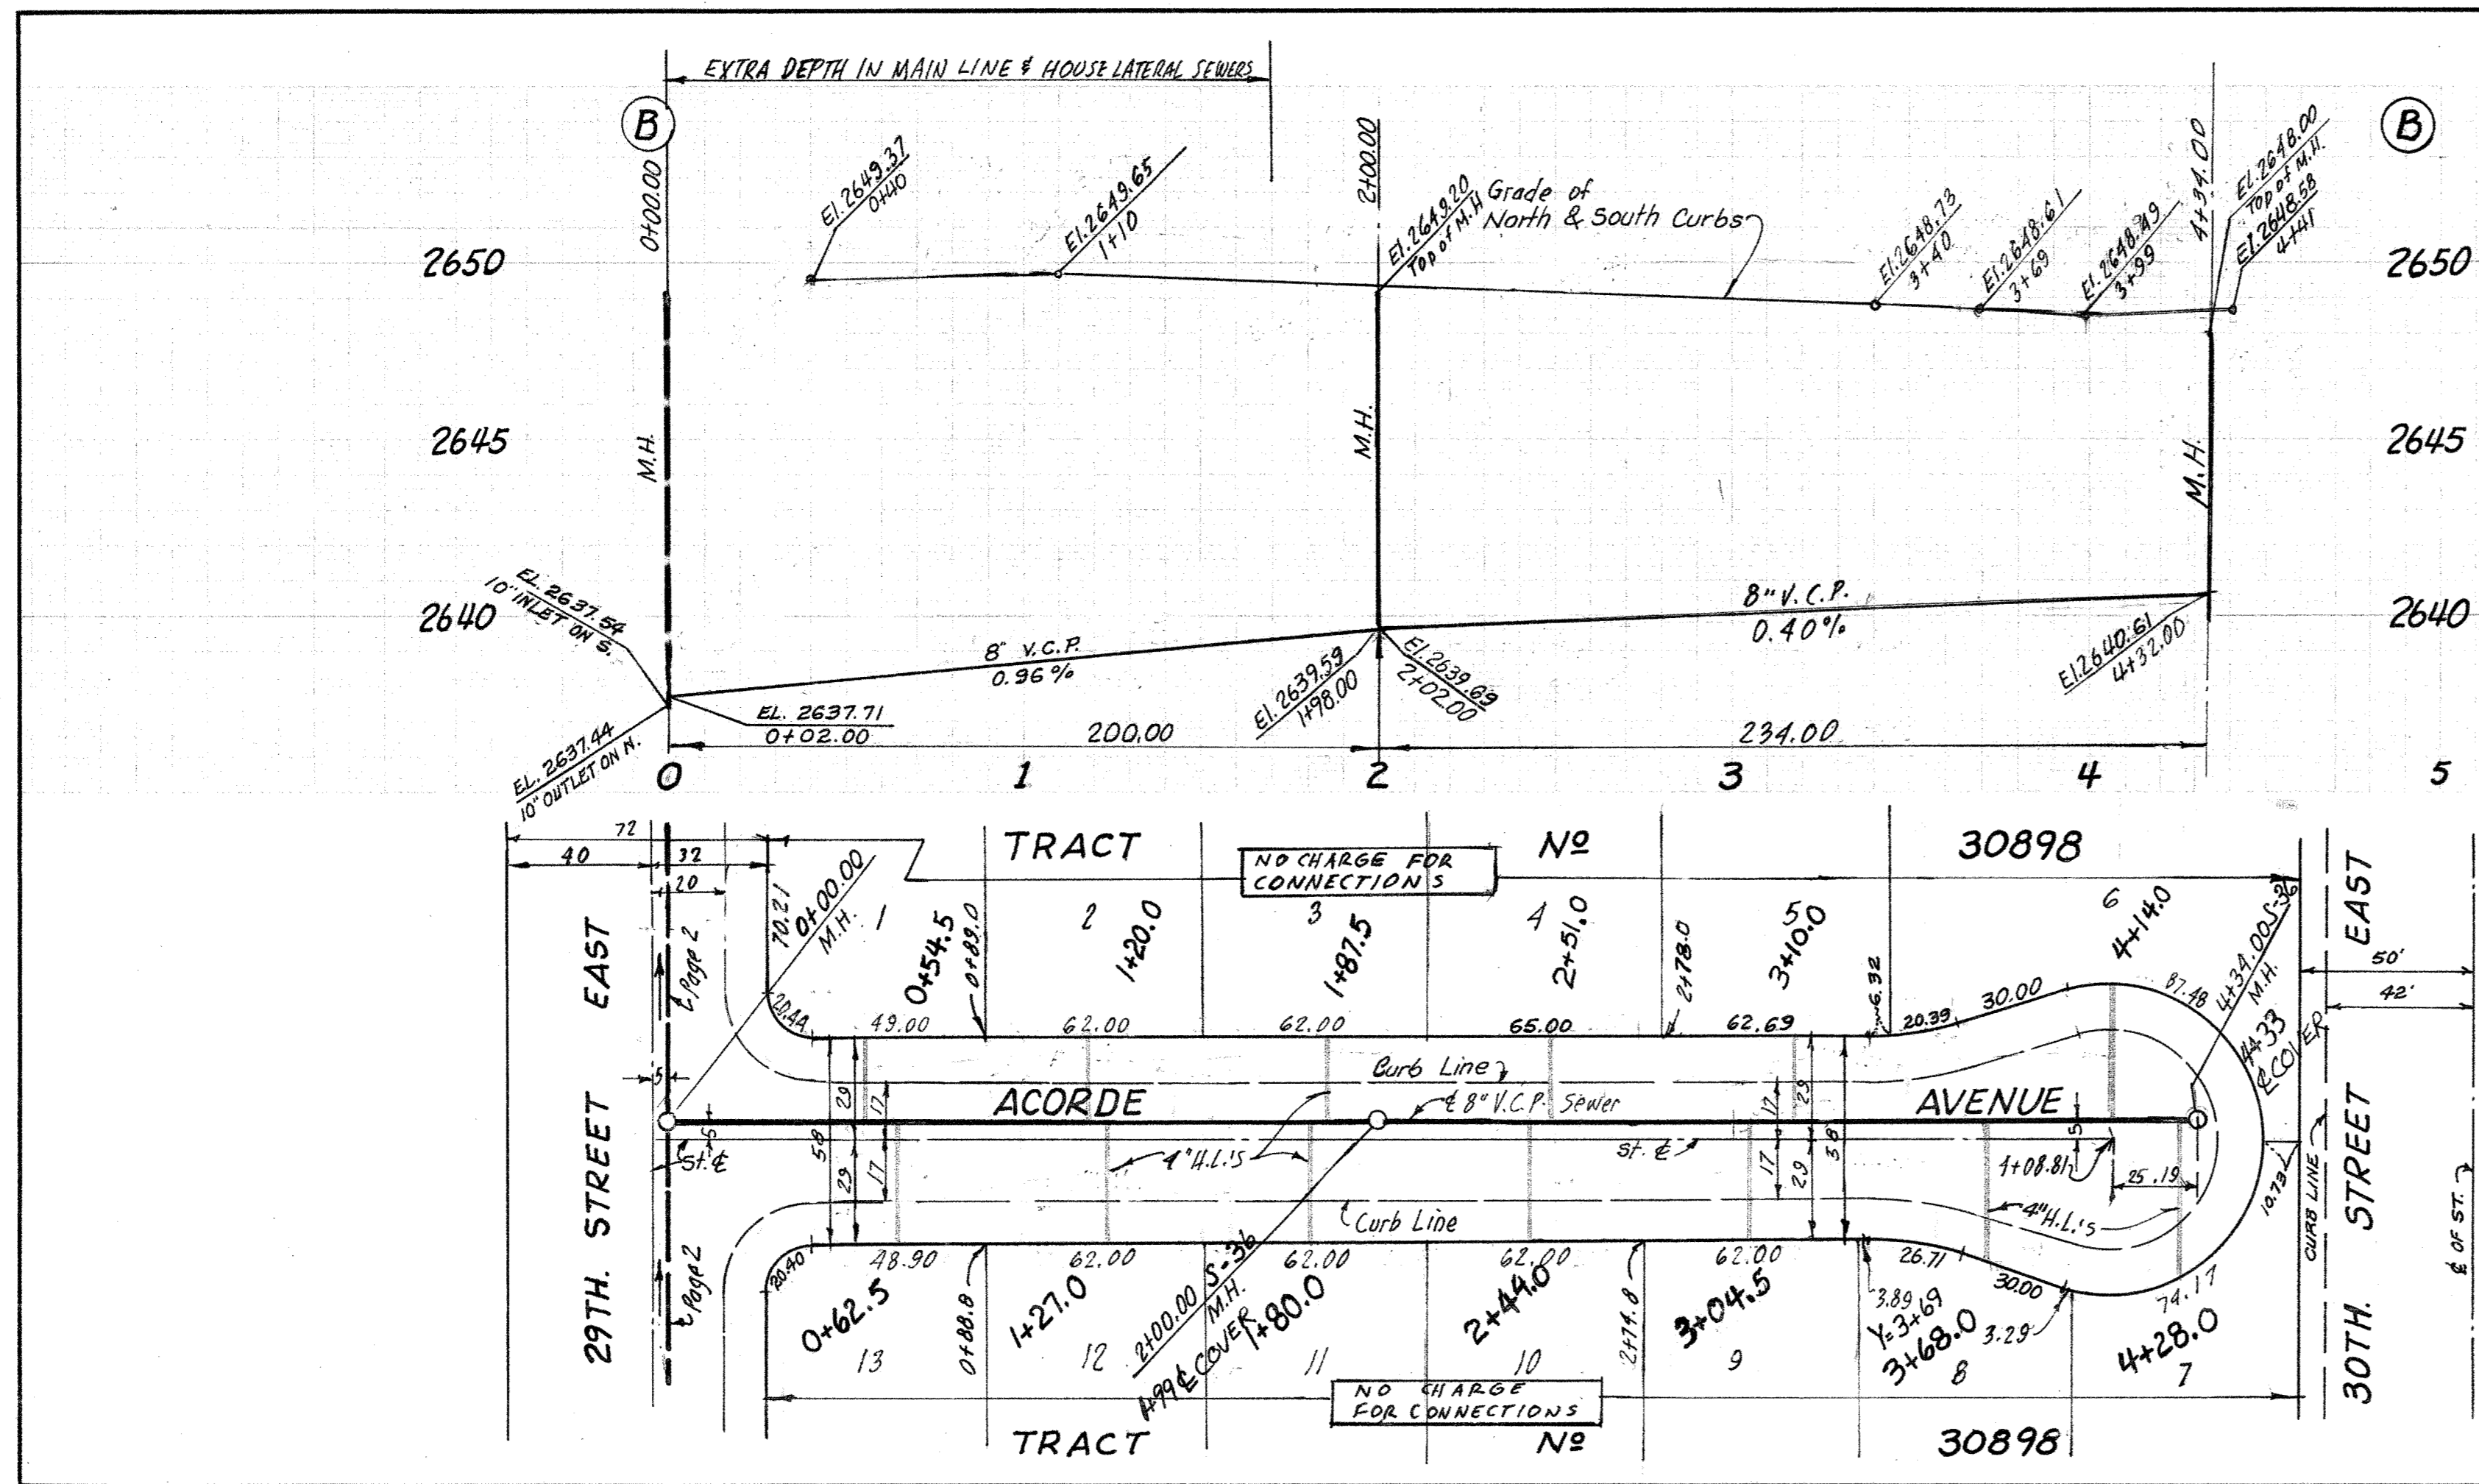 EXTRA DEPTH IN MAIN LINE & HOUSE LATERAL SEWERS
B
B
0+00.00
El. 2649.37
0+40
El. 2649.65
1+10
2+00.00
El. 2649.20
Top of M.H
Grade of
North & South Curbs
El. 2648.73
3+40
El. 2648.61
3+69
El. 2648.49
3+99
4+34.00
El. 2648.00
Top of M.H.
El. 2648.58
4+41
2650
2650
2645
2645
M.H.
M.H.
M.H.
2640
2640
EL. 2637.54
10" INLET ON S.
8" V.C.P.
0.96%
8" V.C.P.
0.40%
EL. 2637.71
0+02.00
El. 2639.59
1+98.00
El. 2639.69
2+02.00
El. 2640.61
4+32.00
EL. 2637.44
10" OUTLET ON N.
200.00
234.00
0
1
2
3
4
5
72
40
32
20
TRACT
Nº
30898
NO CHARGE FOR
CONNECTIONS
70.21
0+00.00
M.H.
1
2
3
4
5
6
0+54.5
0+89.0
1+20.0
1+87.5
2+51.0
2+78.0
3+10.0
6.32
4+14.0
4+34.00 S-36
M.H.
4+33
℄ COVER
29TH. STREET EAST
℄ Page 2
20.44
49.00
62.00
62.00
65.00
62.69
20.39
30.00
87.48
50'
42'
5
29
17
58
29
17
Curb Line
ACORDE
℄ 8" V.C.P. Sewer
AVENUE
17
29
38
17
29
5
5
St. ℄
4" H.L.'S
St. ℄
4+08.81
25.19
4" H.L.'s
10.73
Curb Line
CURB LINE
30TH. STREET EAST
℄ OF ST.
℄ Page 2
20.40
48.90
62.00
62.00
62.00
62.00
26.71
30.00
74.17
3.89
Y=3+69
3.29
0+62.5
0+88.8
1+27.0
2+00.00 S-36
M.H.
1+99 ℄ COVER
1+80.0
2+44.0
2+74.8
3+04.5
3+68.0
4+28.0
13
12
11
10
9
8
7
NO CHARGE
FOR CONNECTIONS
TRACT
Nº
30898